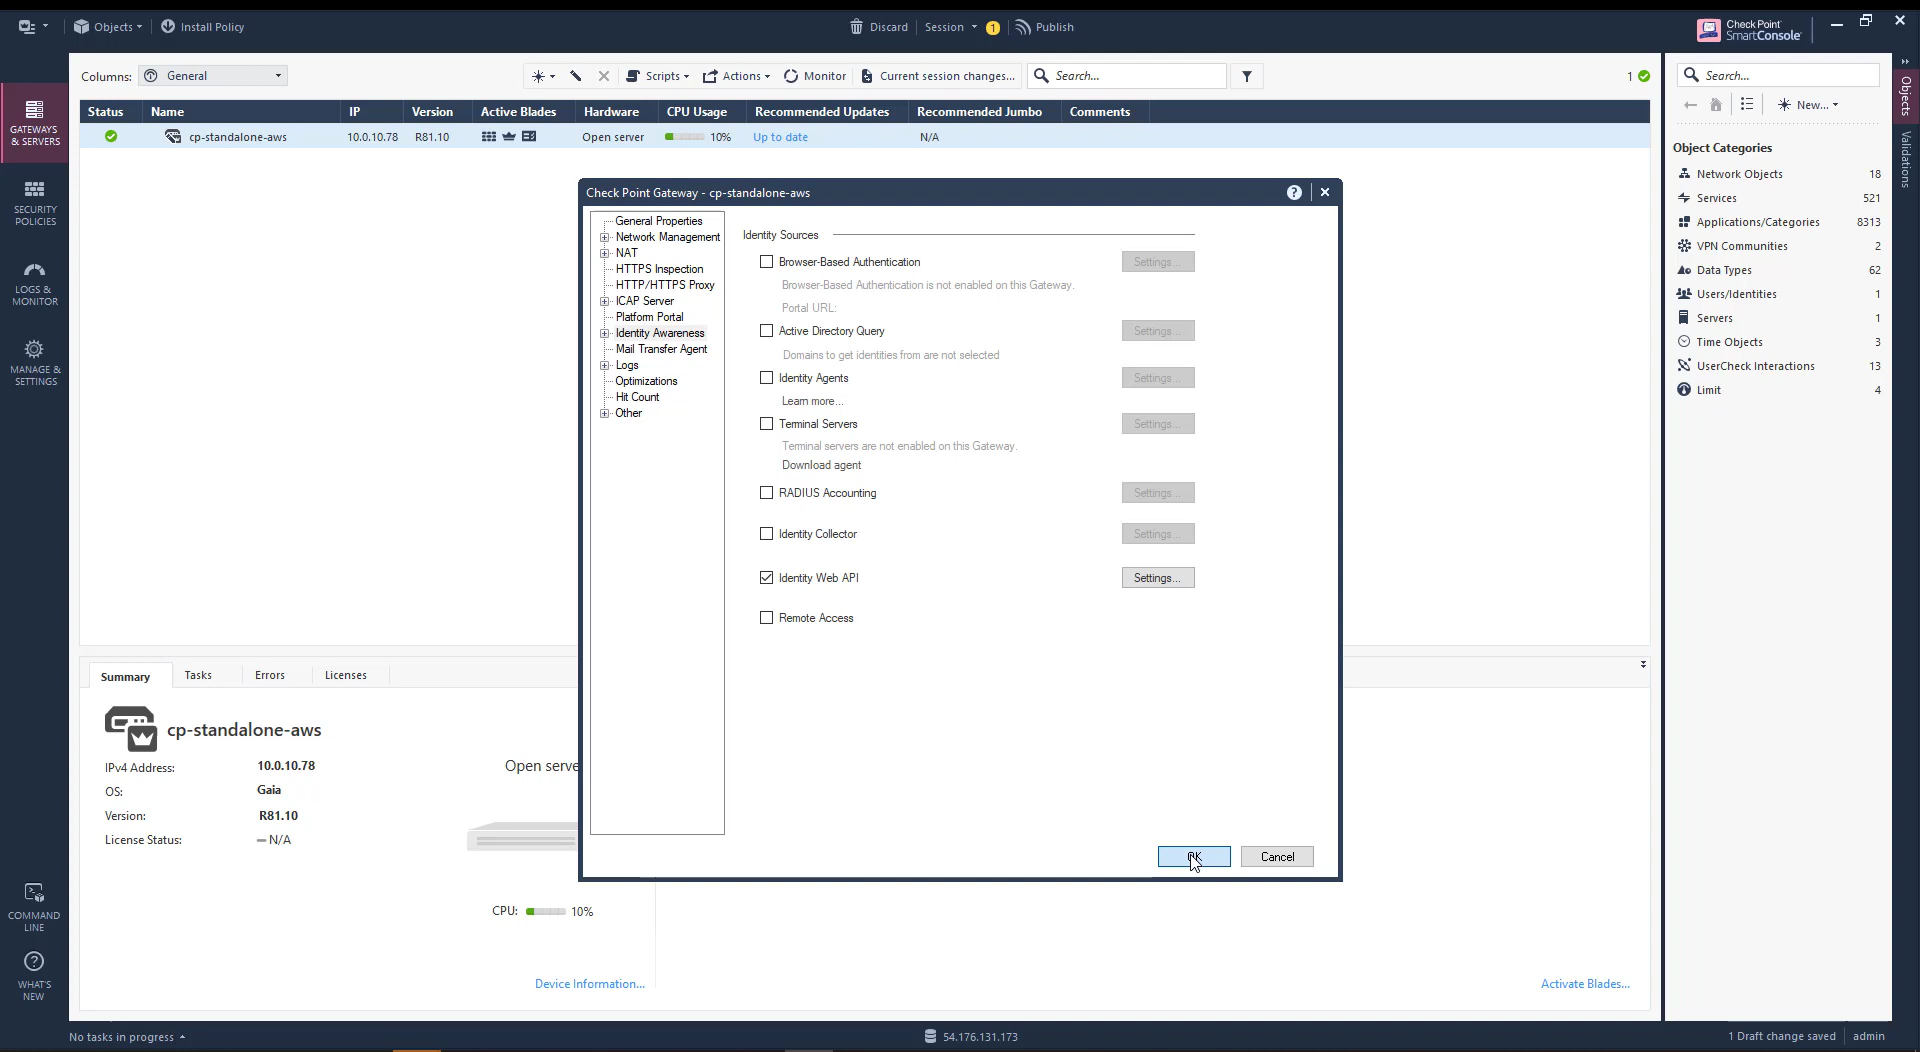 Objects
Install Policy
Discard
Session
1
Publish
Check Point
SmartConsole
Columns:
General
Scripts
Actions
Monitor
Current session changes...
Search...
1
Status
Name
IP
Version
Active Blades
Hardware
CPU Usage
Recommended Updates
Recommended Jumbo
Comments
cp-standalone-aws
10.0.10.78
R81.10
Open server
10%
Up to date
N/A
GATEWAYS
& SERVERS
SECURITY
POLICIES
LOGS &
MONITOR
MANAGE &
SETTINGS
COMMAND
LINE
WHAT'S
NEW
Check Point Gateway - cp-standalone-aws
General Properties
Network Management
NAT
HTTPS Inspection
HTTP/HTTPS Proxy
ICAP Server
Platform Portal
Identity Awareness
Mail Transfer Agent
Logs
Optimizations
Hit Count
Other
Identity Sources
Browser-Based Authentication
Settings...
Browser-Based Authentication is not enabled on this Gateway.
Portal URL:
Active Directory Query
Settings...
Domains to get identities from are not selected
Identity Agents
Settings...
Learn more...
Terminal Servers
Settings...
Terminal servers are not enabled on this Gateway.
Download agent
RADIUS Accounting
Settings...
Identity Collector
Settings...
Identity Web API
Settings...
Remote Access
OK
Cancel
Summary
Tasks
Errors
Licenses
cp-standalone-aws
IPv4 Address:
10.0.10.78
OS:
Gaia
Version:
R81.10
License Status:
N/A
Open serve
CPU:
10%
Device Information...
Activate Blades...
Search...
New...
Object Categories
Network Objects 18
Services 521
Applications/Categories 8313
VPN Communities 2
Data Types 62
Users/Identities 1
Servers 1
Time Objects 3
UserCheck Interactions 13
Limit 4
Objects
Validations
No tasks in progress
54.176.131.173
1 Draft change saved
admin